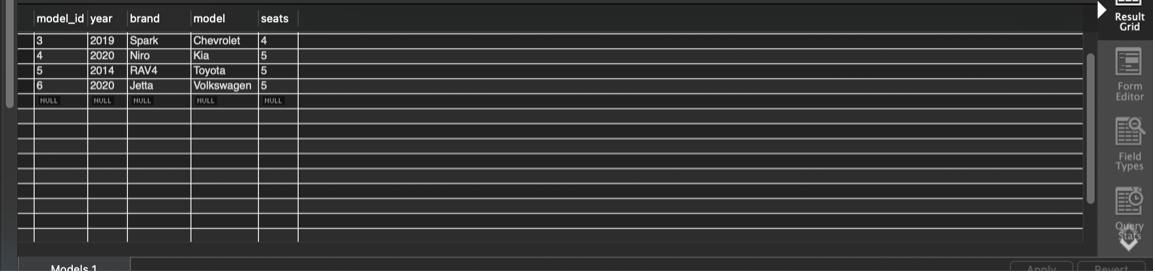 model_id year brand model seats
3 2019 Spark Chevrolet 4
4 2020 Niro Kia 5
5 2014 RAV4 Toyota 5
6 2020 Jetta Volkswagen 5
NULL NULL NULL NULL NULL
Result
Grid
Form
Editor
Field
Types
Query
Stats
Models 1
Apply Revert